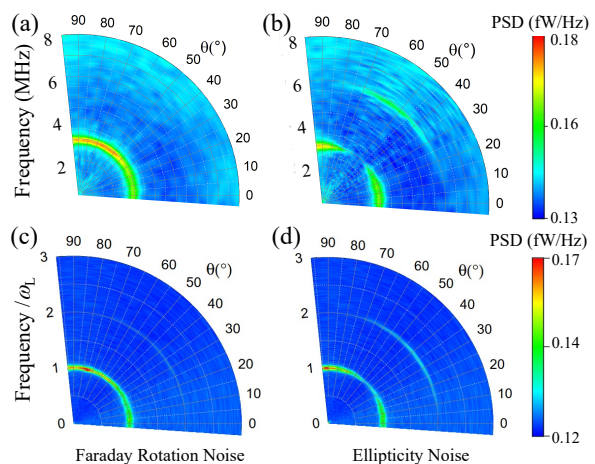 (a) (b) PSD (fW/Hz)
8 90 80 70 60 50 θ(°) 40 30 20 10 0
6
4
2
Frequency (MHz)
8 90 80 70 60 50 θ(°) 40 30 20 10 0
6
4
2
0.18
0.16
0.13
(c) (d) PSD (fW/Hz)
3 90 80 70 60 θ(°) 50 40 30 20 10 0
2
1
0
Frequency /ωL
3 90 80 70 60 θ(°) 50 40 30 20 10 0
2
1
0
0.17
0.14
0.12
Faraday Rotation Noise Ellipticity Noise